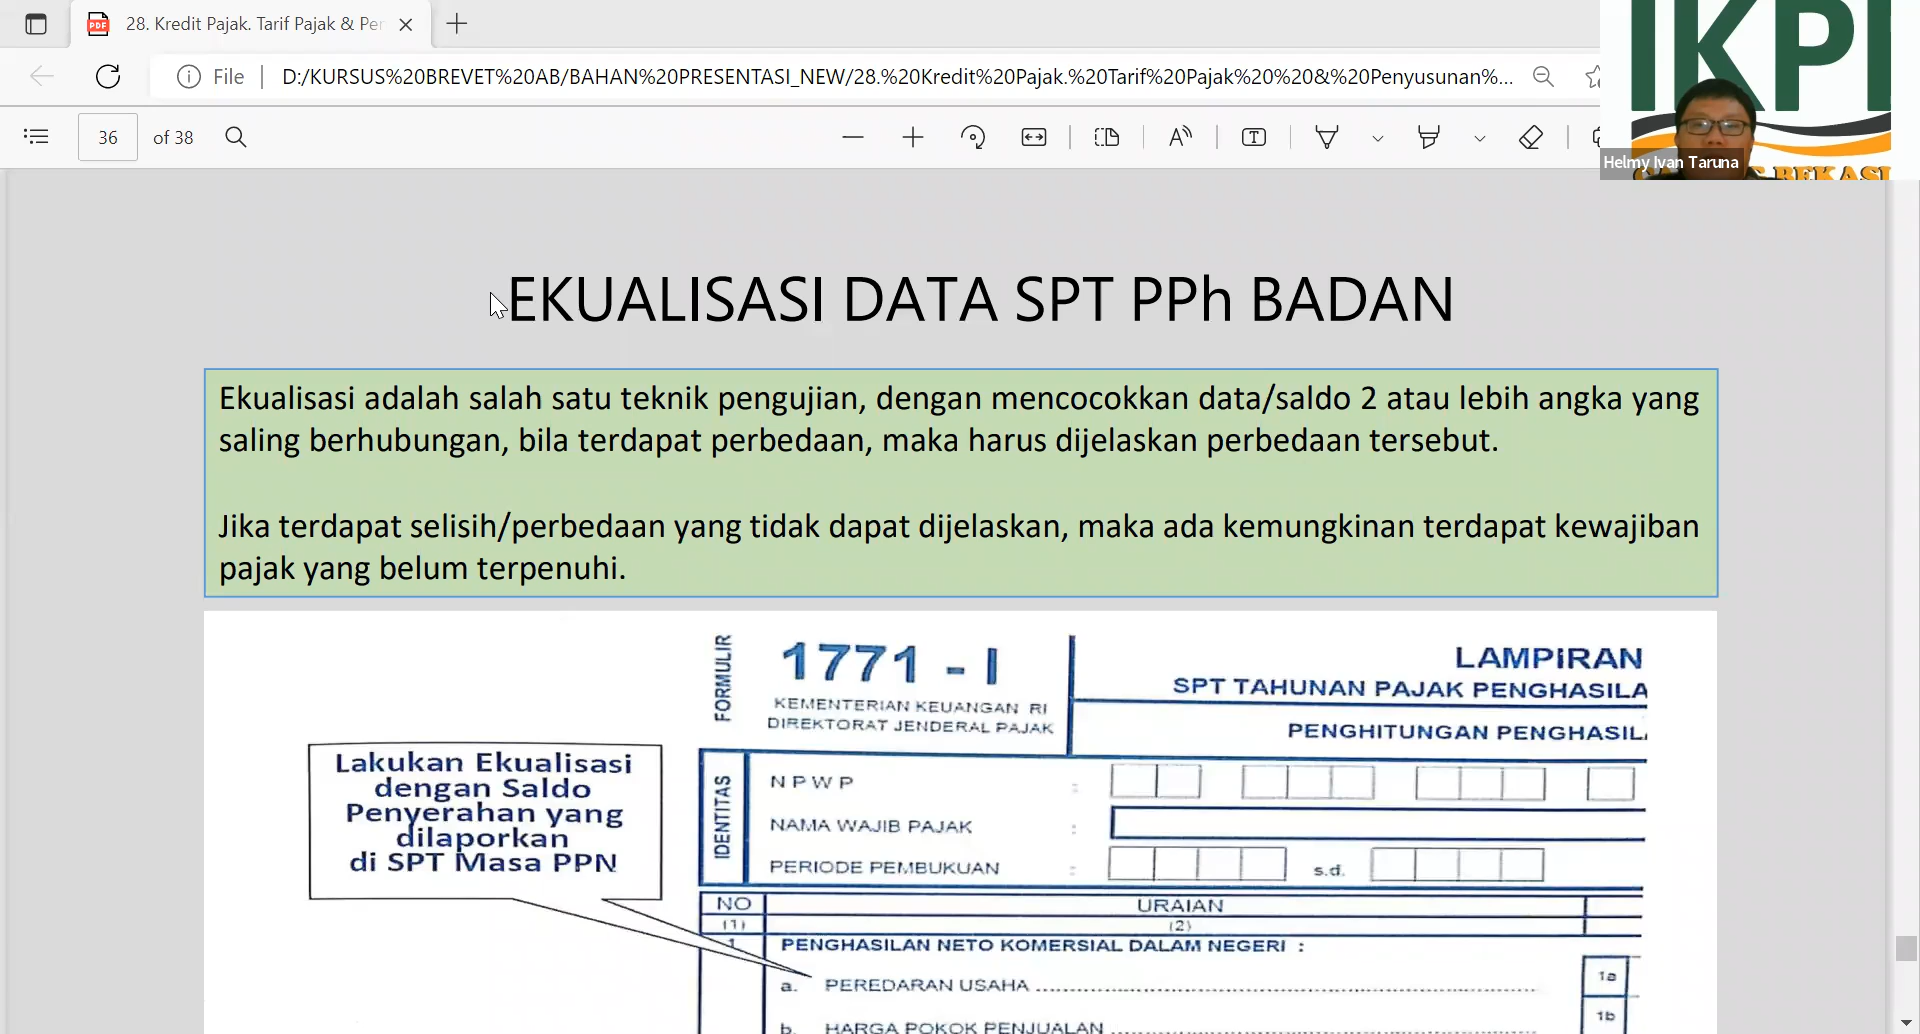 28. Kredit Pajak. Tarif Pajak & Per
File
D:/KURSUS%20BREVET%20AB/BAHAN%20PRESENTASI_NEW/28.%20Kredit%20Pajak.%20Tarif%20Pajak%20%20&%20Penyusunan%...
36 of 38
IKPI
Helmy Ivan Taruna
BEKASI
EKUALISASI DATA SPT PPh BADAN
Ekualisasi adalah salah satu teknik pengujian, dengan mencocokkan data/saldo 2 atau lebih angka yang
saling berhubungan, bila terdapat perbedaan, maka harus dijelaskan perbedaan tersebut.
Jika terdapat selisih/perbedaan yang tidak dapat dijelaskan, maka ada kemungkinan terdapat kewajiban
pajak yang belum terpenuhi.
Lakukan Ekualisasi
dengan Saldo
Penyerahan yang
dilaporkan
di SPT Masa PPN
FORMULIR
1771 - I
KEMENTERIAN KEUANGAN RI
DIREKTORAT JENDERAL PAJAK
LAMPIRAN
SPT TAHUNAN PAJAK PENGHASILA
PENGHITUNGAN PENGHASIL
IDENTITAS
N P W P :
NAMA WAJIB PAJAK :
PERIODE PEMBUKUAN : s.d.
NO URAIAN
(1) (2)
1 PENGHASILAN NETO KOMERSIAL DALAM NEGERI :
a. PEREDARAN USAHA 1a
b. HARGA POKOK PENJUALAN 1b